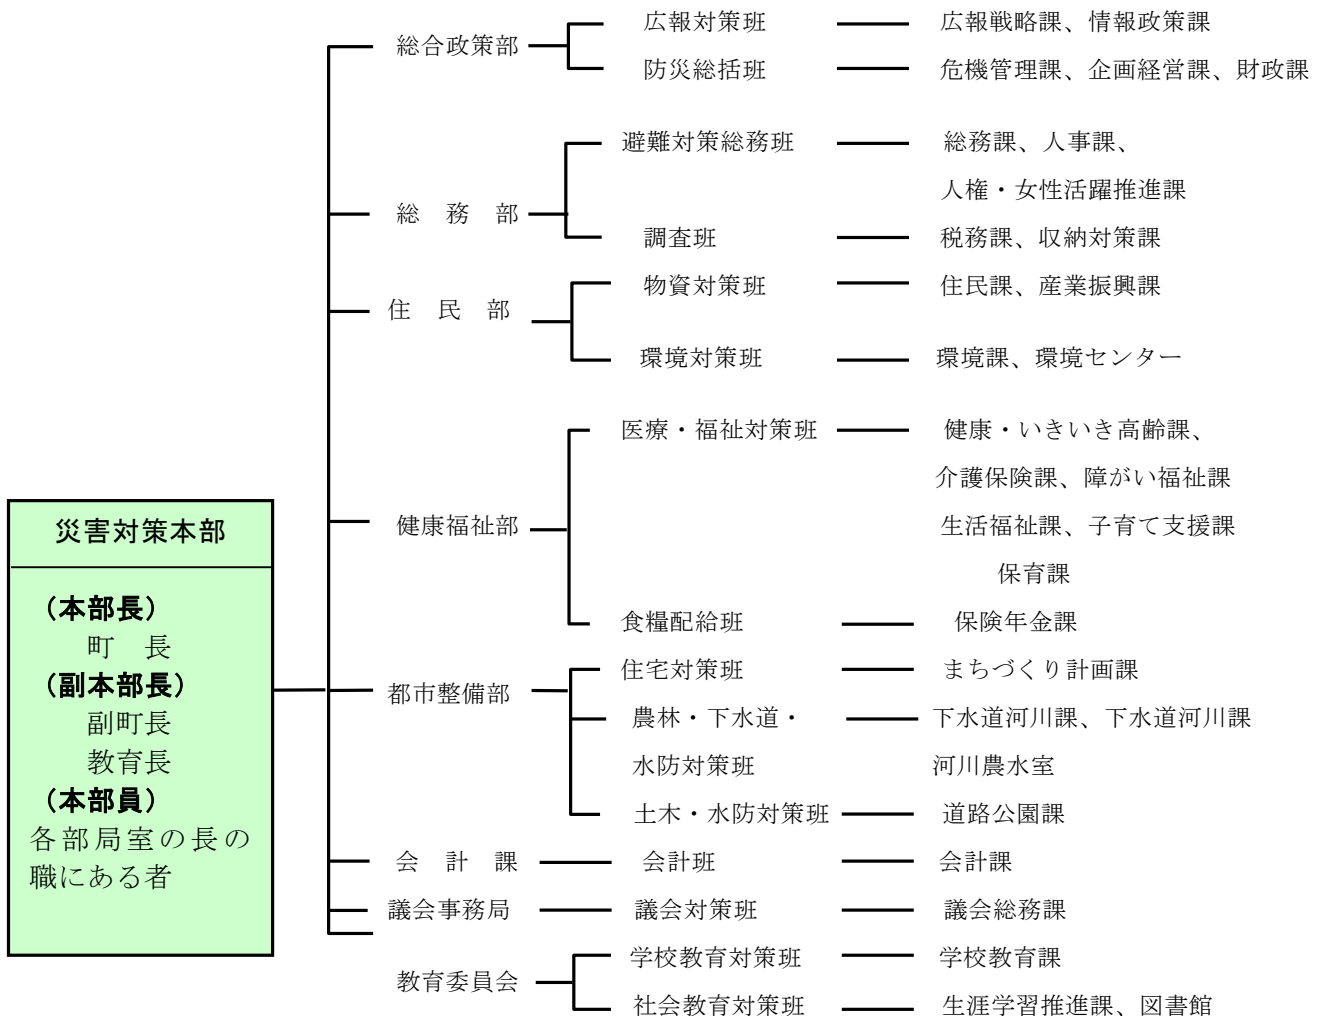 広報対策班 広報戦略課、情報政策課
総合政策部
防災総括班 危機管理課、企画経営課、財政課
避難対策総務班 総務課、人事課、
人権・女性活躍推進課
総 務 部
調査班 税務課、収納対策課
物資対策班 住民課、産業振興課
住 民 部
環境対策班 環境課、環境センター
医療・福祉対策班 健康・いきいき高齢課、
介護保険課、障がい福祉課
健康福祉部 生活福祉課、子育て支援課
保育課
食糧配給班 保険年金課
災害対策本部
(本部長)
町 長
(副本部長)
副町長
教育長
(本部員)
各部局室の長の
職にある者
住宅対策班 まちづくり計画課
都市整備部
農林・下水道・ 下水道河川課、下水道河川課
水防対策班 河川農水室
土木・水防対策班 道路公園課
会 計 課 会計班 会計課
議会事務局 議会対策班 議会総務課
学校教育対策班 学校教育課
教育委員会
社会教育対策班 生涯学習推進課、図書館